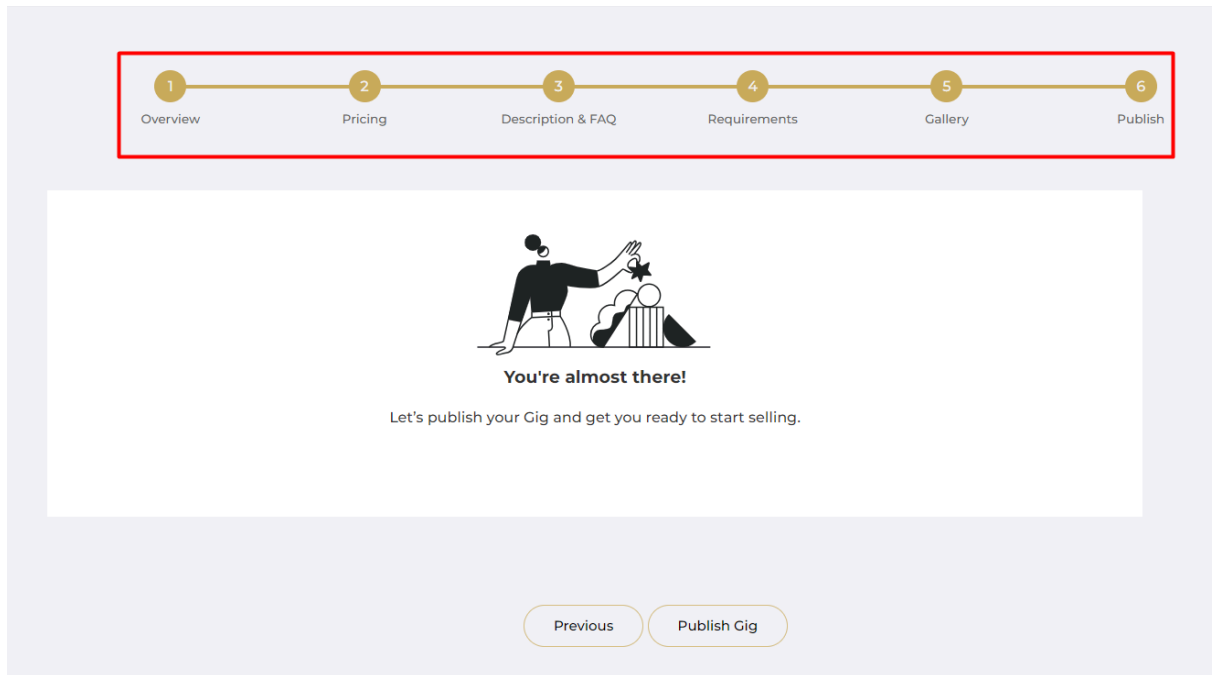 1 2 3 4 5 6
Overview Pricing Description & FAQ Requirements Gallery Publish
You're almost there!
Let's publish your Gig and get you ready to start selling.
Previous Publish Gig